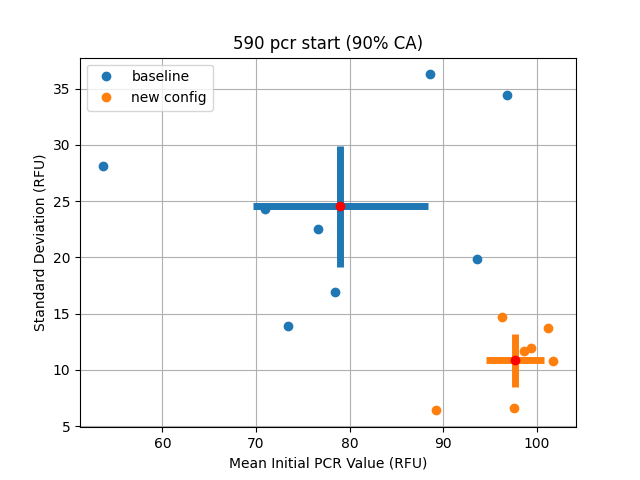 590 pcr start (90% CA)
baseline
new config
Standard Deviation (RFU)
35
30
25
20
15
10
5
60
70
80
90
100
Mean Initial PCR Value (RFU)